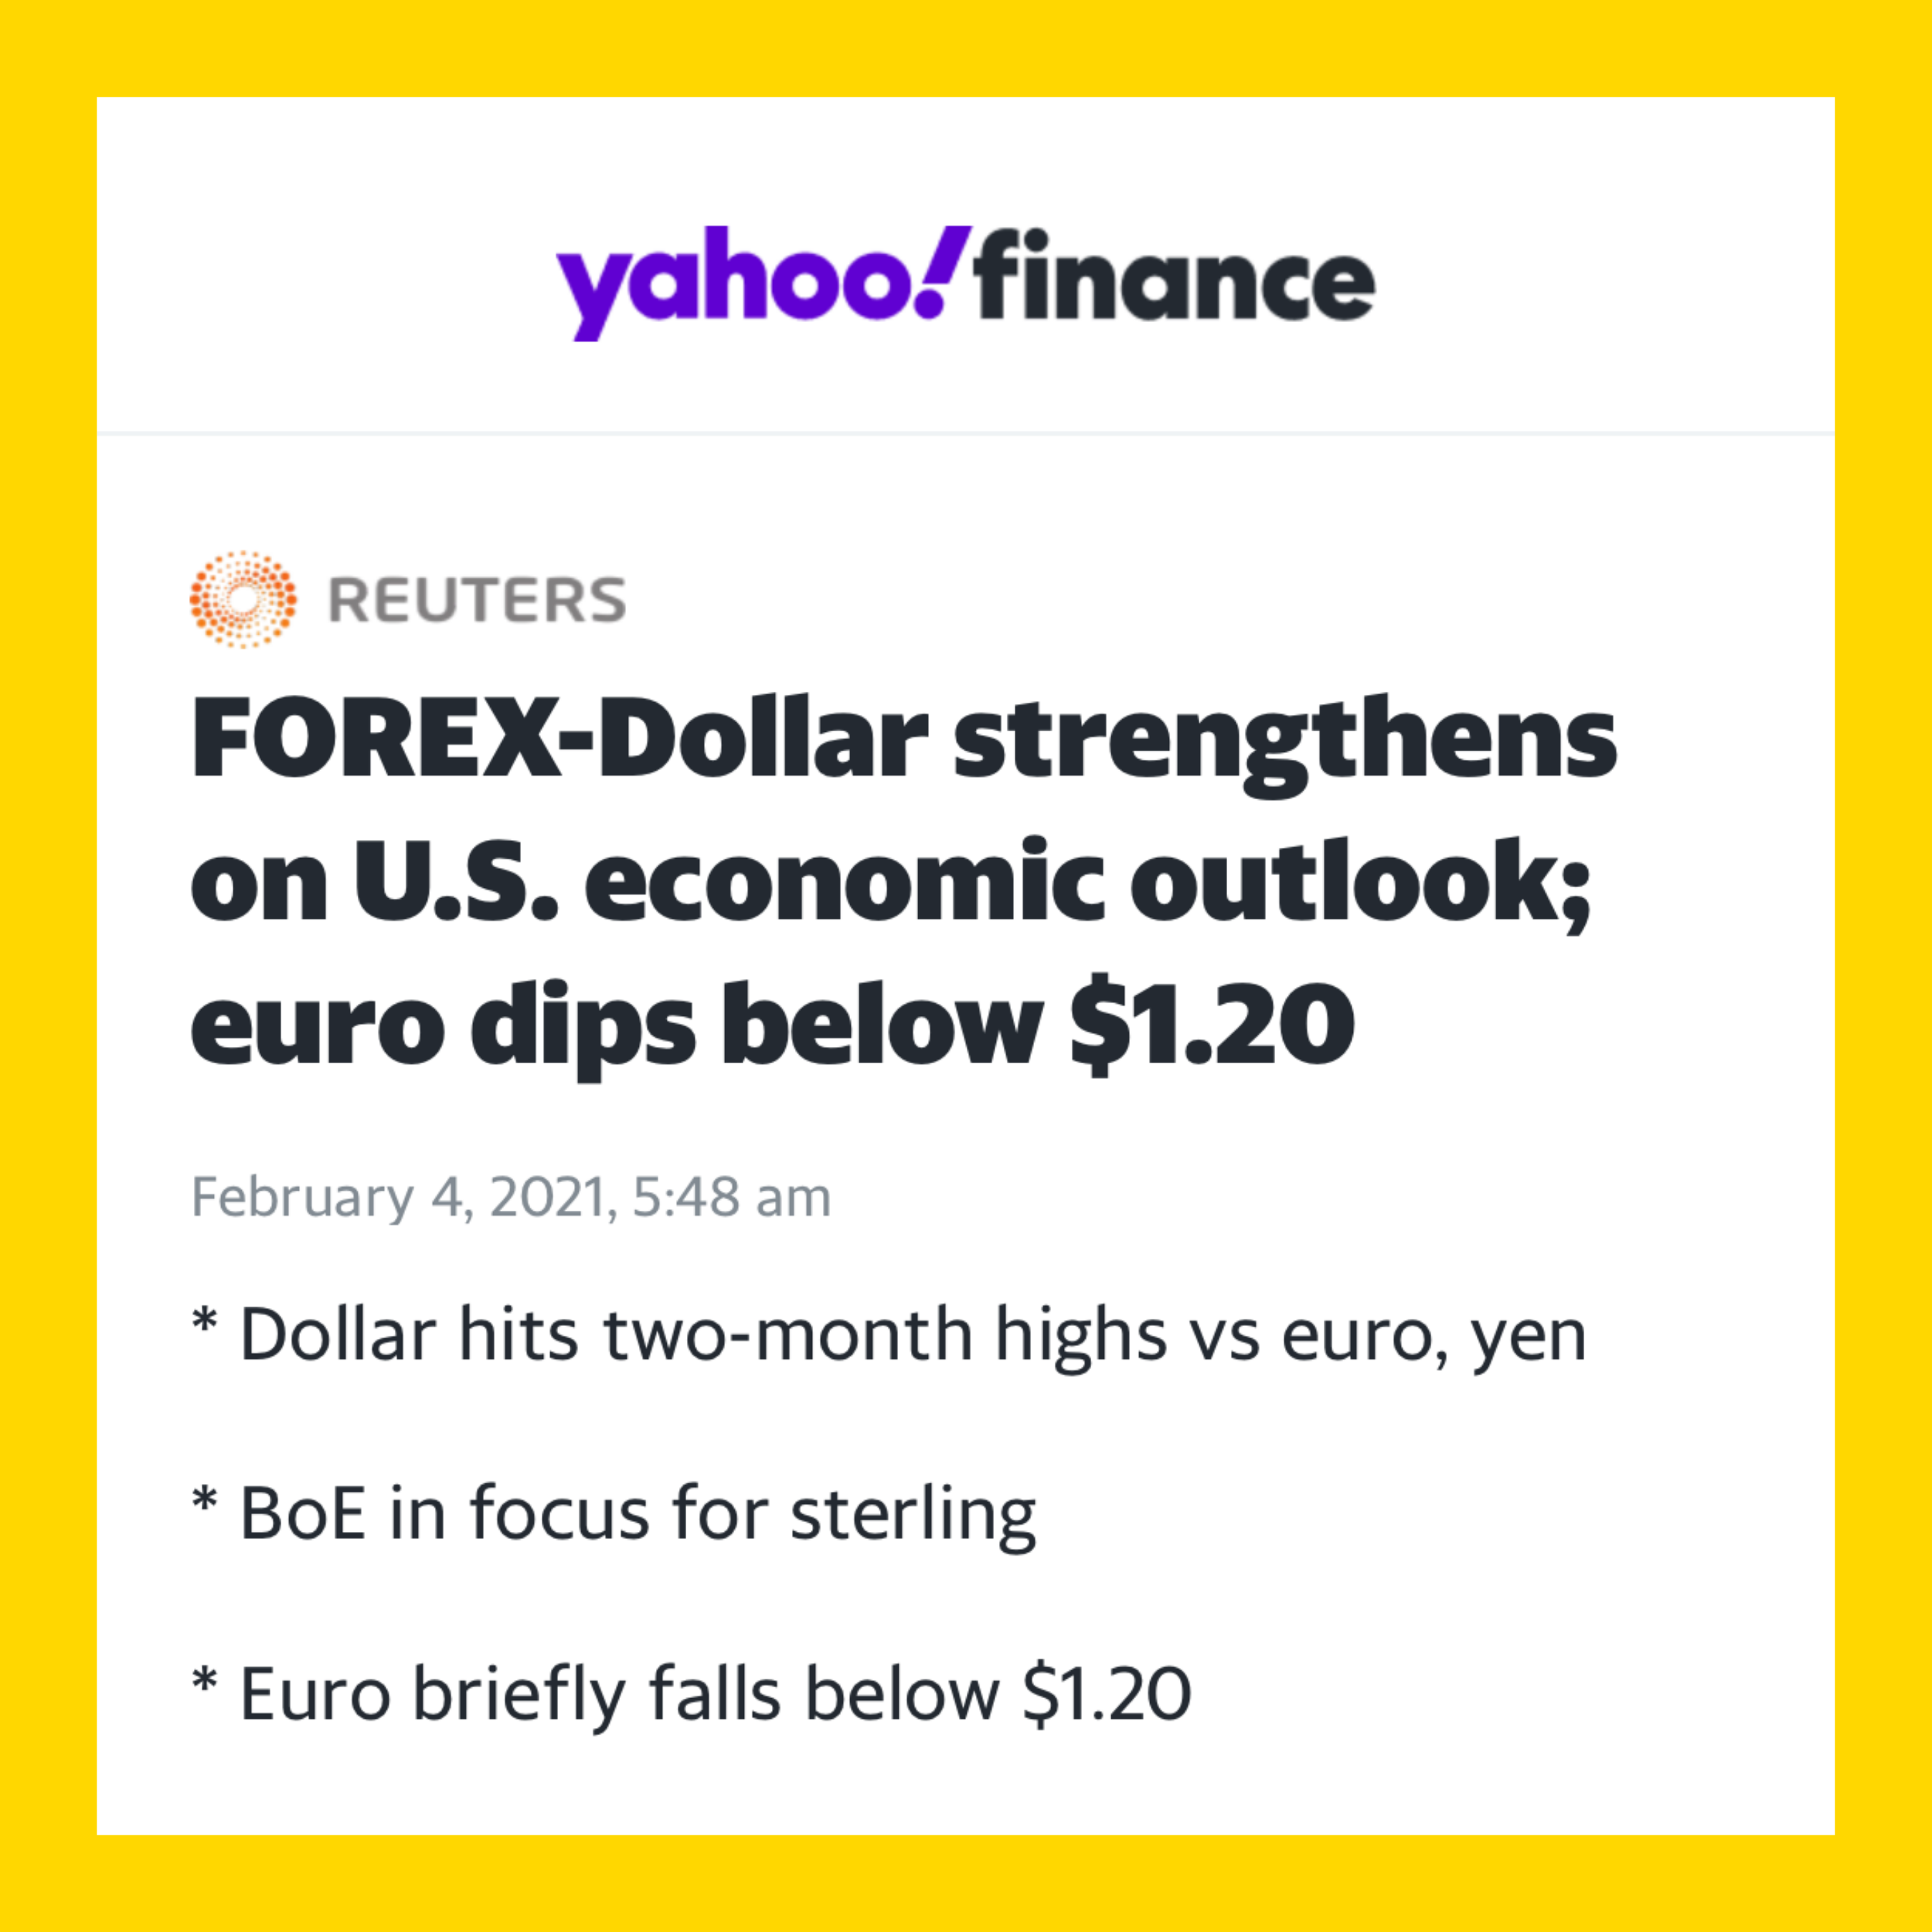 yahoo!finance
REUTERS
FOREX-Dollar strengthens
on U.S. economic outlook;
euro dips below $1.20
February 4, 2021, 5:48 am
* Dollar hits two-month highs vs euro, yen
* BoE in focus for sterling
* Euro briefly falls below $1.20